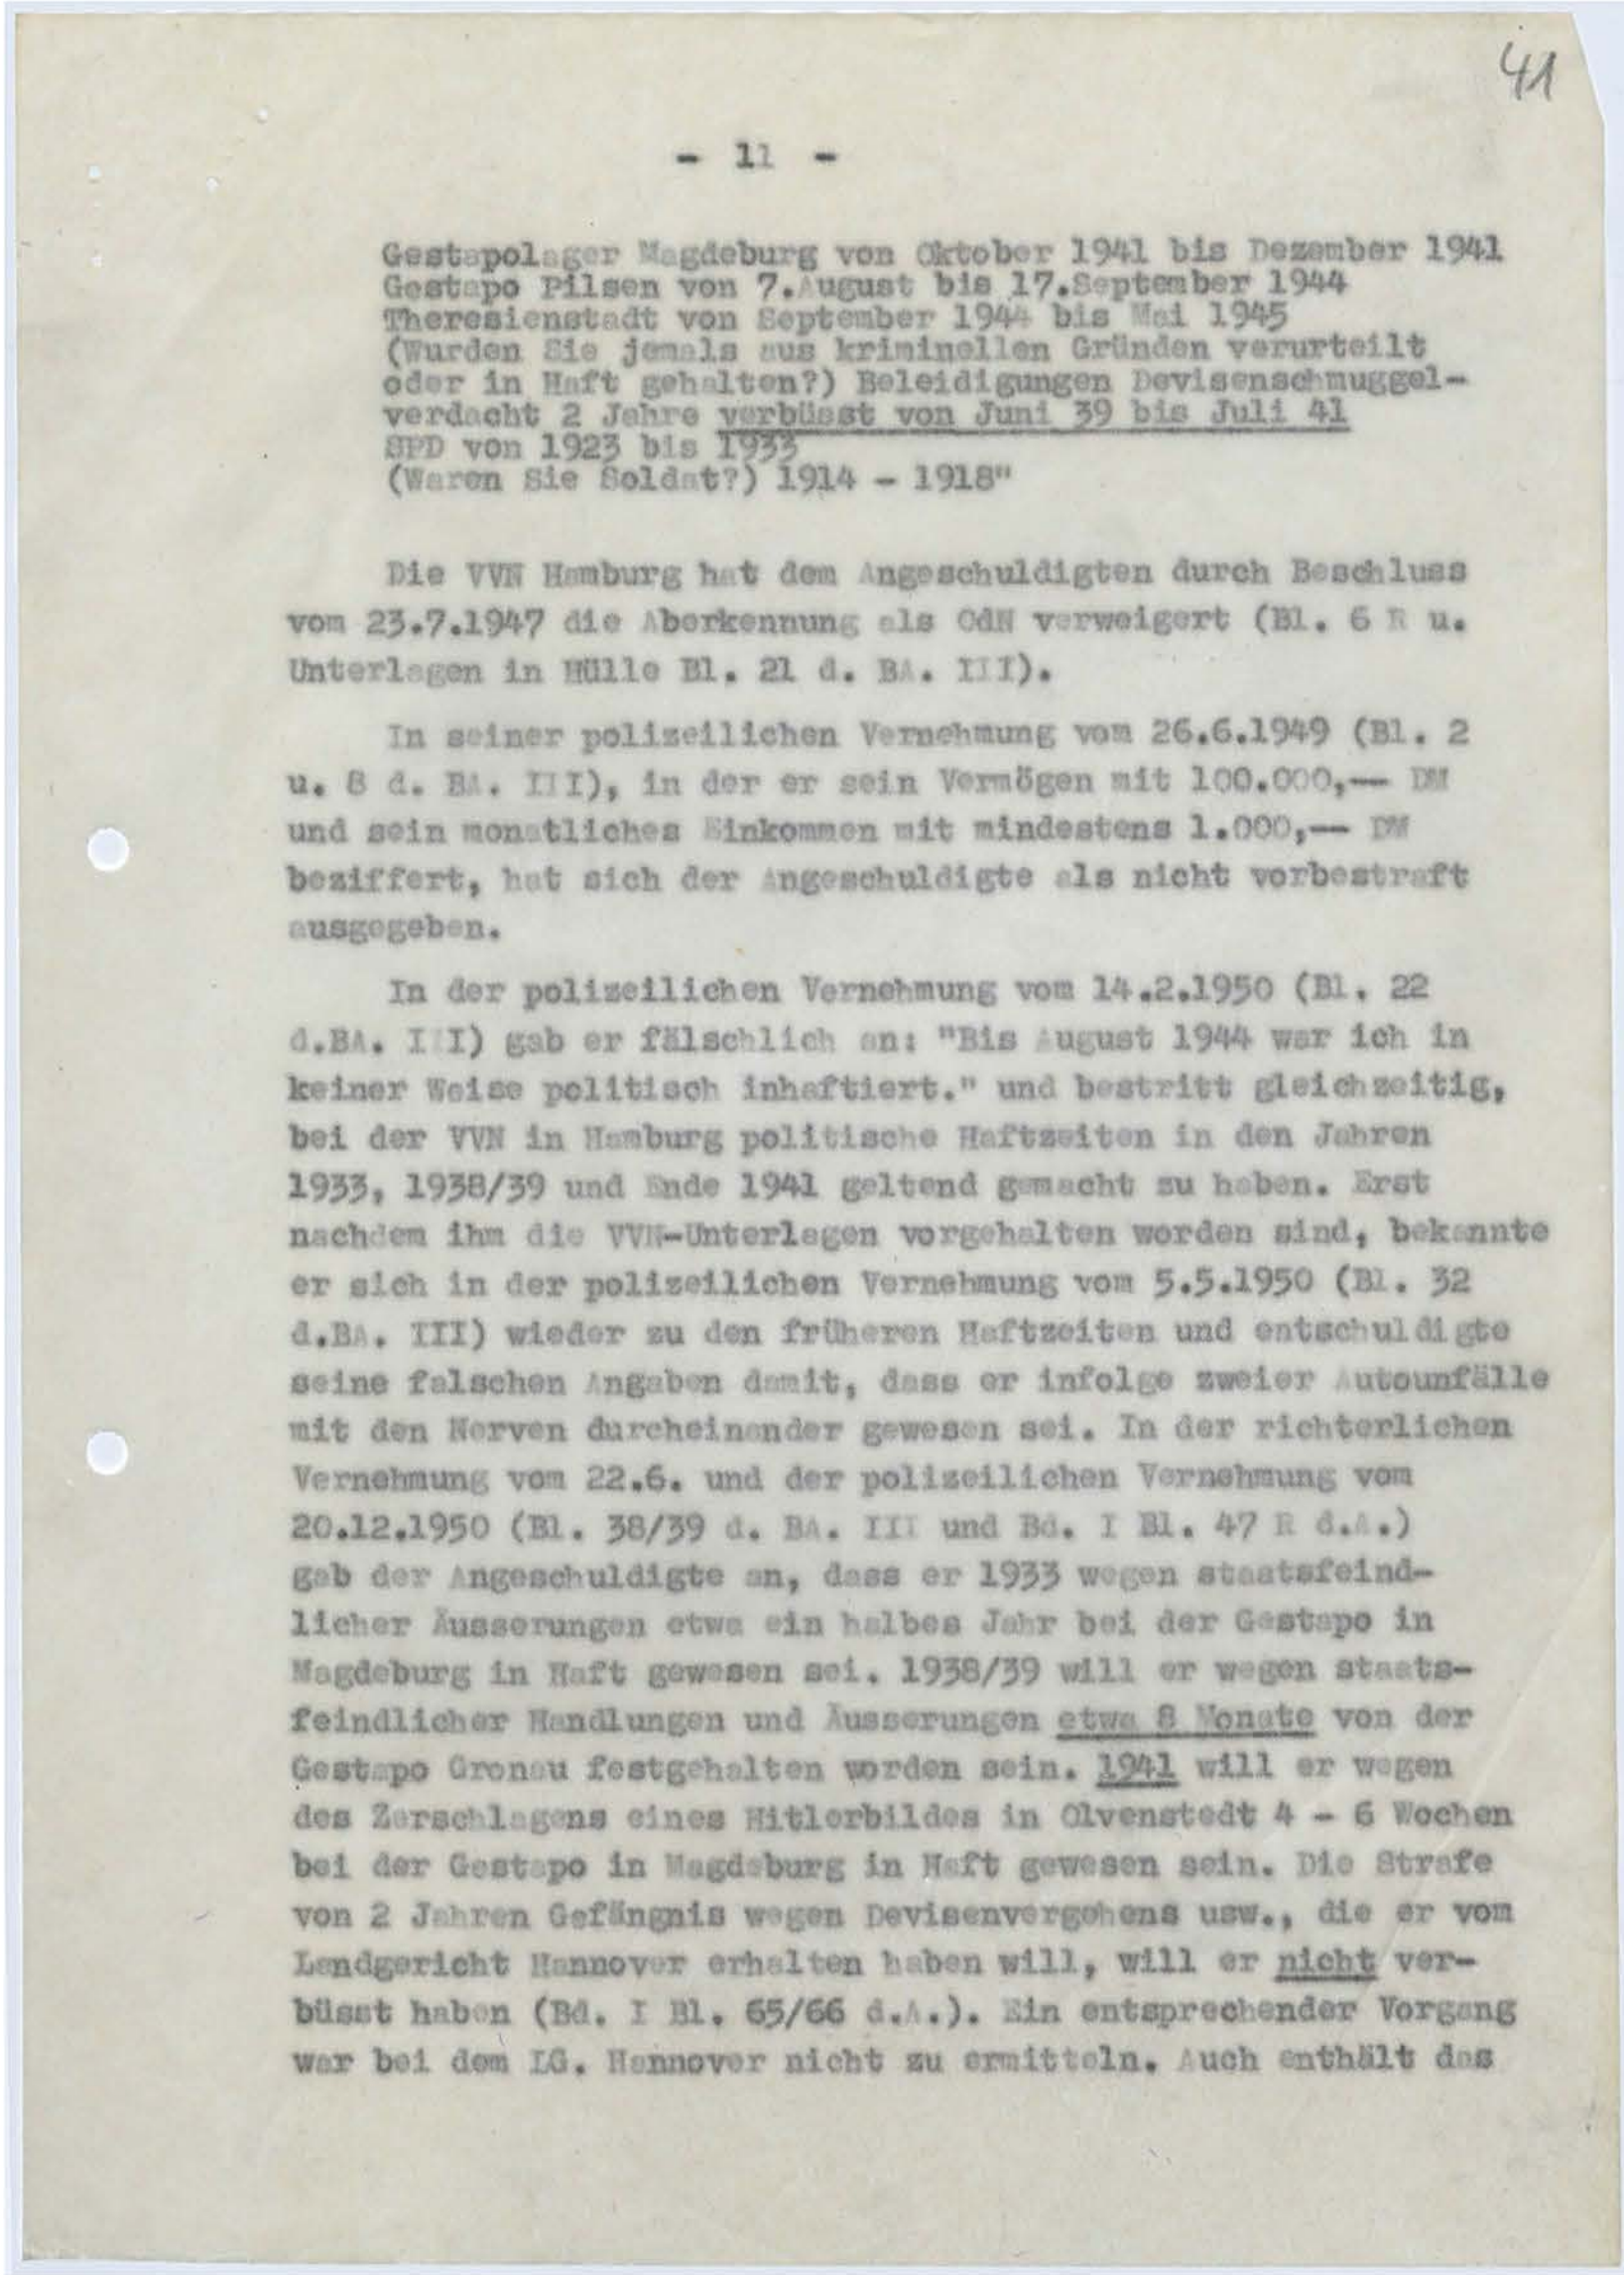 41
- 11 -
Gestapolager Magdeburg von Oktober 1941 bis Dezember 1941
Gestapo Pilsen von 7.August bis 17.September 1944
Theresienstadt von September 1944 bis Mai 1945
(Wurden Sie jemals aus kriminellen Gründen verurteilt
oder in Haft gehalten?) Beleidigungen Devisenschmuggel-
verdacht 2 Jahre verbüsst von Juni 39 bis Juli 41
SPD von 1923 bis 1933
(Waren Sie Soldat?) 1914 - 1918"
Die VVN Hamburg hat dem Angeschuldigten durch Beschluss
vom 23.7.1947 die Aberkennung als OdN verweigert (Bl. 6 R u.
Unterlagen in Hülle Bl. 21 d. BA. III).
In seiner polizeilichen Vernehmung vom 26.6.1949 (Bl. 2
u. 8 d. BA. III), in der er sein Vermögen mit 100.000,-- DM
und sein monatliches Einkommen mit mindestens 1.000,-- DM
beziffert, hat sich der Angeschuldigte als nicht vorbestraft
ausgegeben.
In der polizeilichen Vernehmung vom 14.2.1950 (Bl. 22
d.BA. III) gab er fälschlich an: "Bis August 1944 war ich in
keiner Weise politisch inhaftiert." und bestritt gleichzeitig,
bei der VVN in Hamburg politische Haftzeiten in den Jahren
1933, 1938/39 und Ende 1941 geltend gemacht zu haben. Erst
nachdem ihm die VVN-Unterlagen vorgehalten worden sind, bekannte
er sich in der polizeilichen Vernehmung vom 5.5.1950 (Bl. 32
d.BA. III) wieder zu den früheren Haftzeiten und entschuldigte
seine falschen Angaben damit, dass er infolge zweier Autounfälle
mit den Nerven durcheinander gewesen sei. In der richterlichen
Vernehmung vom 22.6. und der polizeilichen Vernehmung vom
20.12.1950 (Bl. 38/39 d. BA. III und Bd. I Bl. 47 R d.A.)
gab der Angeschuldigte an, dass er 1933 wegen staatsfeind-
licher Äusserungen etwa ein halbes Jahr bei der Gestapo in
Magdeburg in Haft gewesen sei. 1938/39 will er wegen staats-
feindlicher Handlungen und Äusserungen etwa 8 Monate von der
Gestapo Gronau festgehalten worden sein. 1941 will er wegen
des Zerschlagens eines Hitlerbildes in Olvenstedt 4 - 6 Wochen
bei der Gestapo in Magdeburg in Haft gewesen sein. Die Strafe
von 2 Jahren Gefängnis wegen Devisenvergehens usw., die er vom
Landgericht Hannover erhalten haben will, will er nicht ver-
büsst haben (Bd. I Bl. 65/66 d.A.). Ein entsprechender Vorgang
war bei dem LG. Hannover nicht zu ermitteln. Auch enthält das